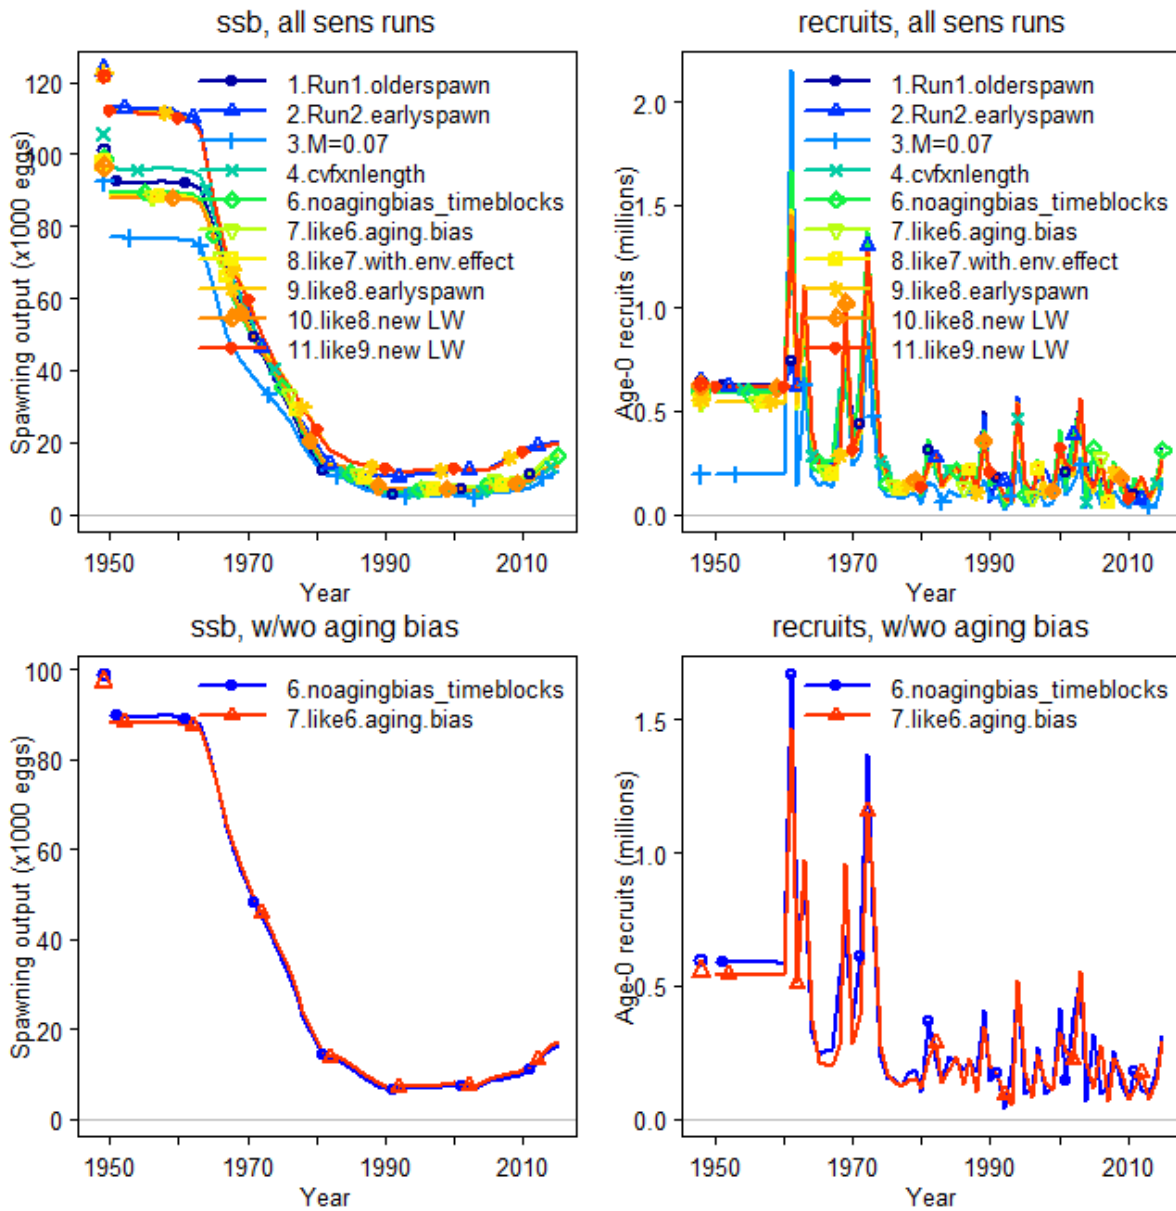 ssb, all sens runs
Spawning output (x1000 eggs)
120
100
80
60
40
20
0
1.Run1.olderspawn
2.Run2.earlyspawn
3.M=0.07
4.cvfxnlength
6.noagingbias_timeblocks
7.like6.aging.bias
8.like7.with.env.effect
9.like8.earlyspawn
10.like8.new LW
11.like9.new LW
1950 1970 1990 2010
Year
recruits, all sens runs
Age-0 recruits (millions)
2.0
1.5
1.0
0.5
0.0
1.Run1.olderspawn
2.Run2.earlyspawn
3.M=0.07
4.cvfxnlength
6.noagingbias_timeblocks
7.like6.aging.bias
8.like7.with.env.effect
9.like8.earlyspawn
10.like8.new LW
11.like9.new LW
1950 1970 1990 2010
Year
ssb, w/wo aging bias
Spawning output (x1000 eggs)
100
80
60
40
20
0
6.noagingbias_timeblocks
7.like6.aging.bias
1950 1970 1990 2010
Year
recruits, w/wo aging bias
Age-0 recruits (millions)
1.5
1.0
0.5
0.0
6.noagingbias_timeblocks
7.like6.aging.bias
1950 1970 1990 2010
Year